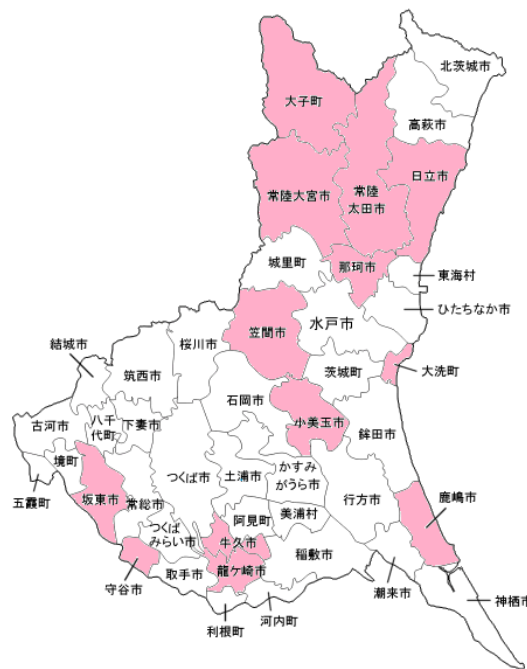 北茨城市
大子町
高萩市
日立市
常陸大宮市
常陸
太田市
城里町
那珂市
東海村
ひたちなか市
笠間市
水戸市
桜川市
結城市
筑西市
茨城町
大洗町
石岡市
小美玉市
鉾田市
古河市
八千
代町
下妻市
境町
つくば市
土浦市
かすみ
がうら市
行方市
五霞町
坂東市
常総市
鹿嶋市
阿見町
美浦村
つくば
みらい市
牛久市
稲敷市
守谷市
取手市
龍ケ崎市
潮来市
神栖市
利根町
河内町